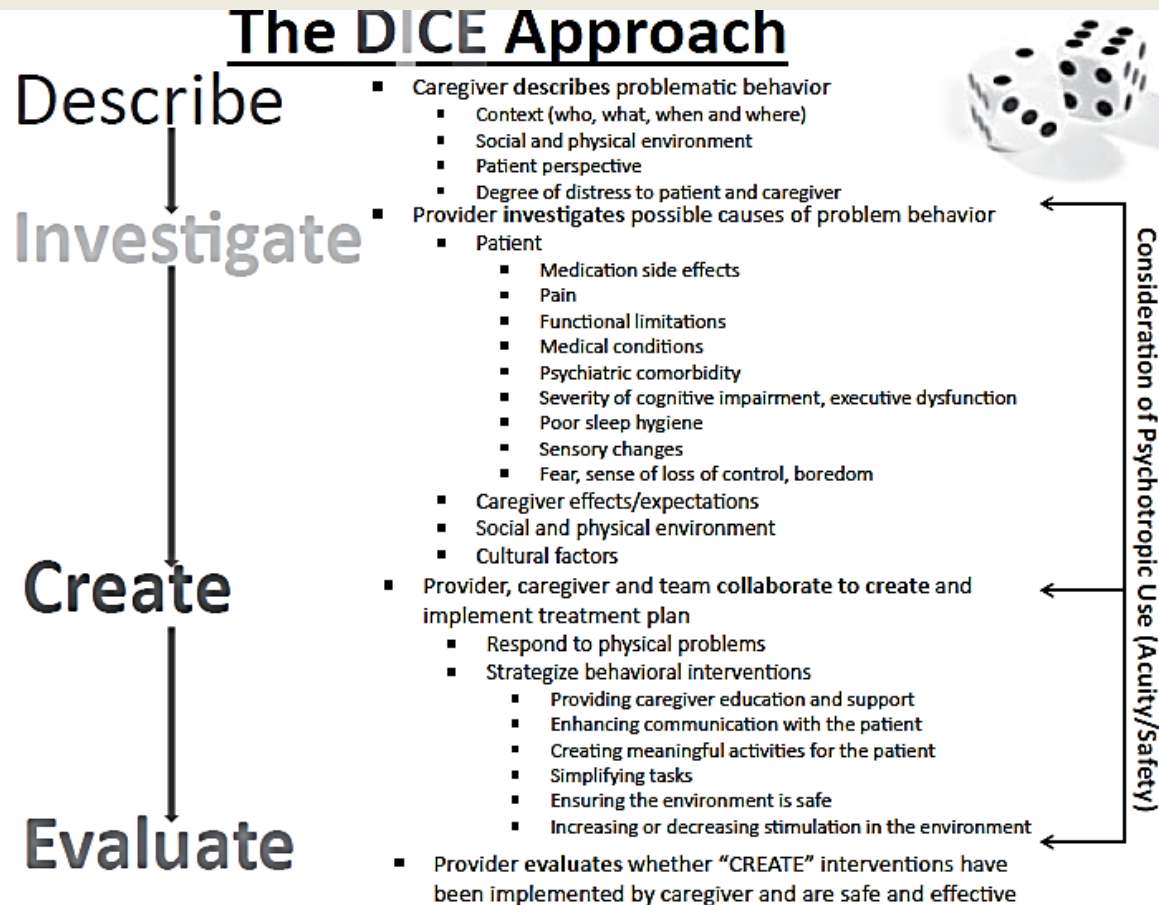 The DICE Approach
Describe
▪ Caregiver describes problematic behavior
▪ Context (who, what, when and where)
▪ Social and physical environment
▪ Patient perspective
▪ Degree of distress to patient and caregiver
Investigate
▪ Provider investigates possible causes of problem behavior
▪ Patient
▪ Medication side effects
▪ Pain
▪ Functional limitations
▪ Medical conditions
▪ Psychiatric comorbidity
▪ Severity of cognitive impairment, executive dysfunction
▪ Poor sleep hygiene
▪ Sensory changes
▪ Fear, sense of loss of control, boredom
▪ Caregiver effects/expectations
▪ Social and physical environment
▪ Cultural factors
Create
▪ Provider, caregiver and team collaborate to create and
implement treatment plan
▪ Respond to physical problems
▪ Strategize behavioral interventions
▪ Providing caregiver education and support
▪ Enhancing communication with the patient
▪ Creating meaningful activities for the patient
▪ Simplifying tasks
▪ Ensuring the environment is safe
▪ Increasing or decreasing stimulation in the environment
Evaluate
▪ Provider evaluates whether “CREATE” interventions have
been implemented by caregiver and are safe and effective
Consideration of Psychotropic Use (Acuity/Safety)